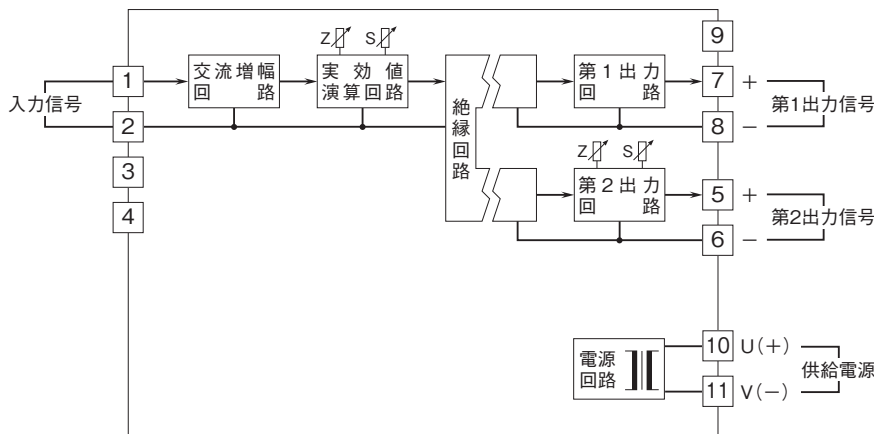 9
Z S
1 交流増幅回路 実効値演算回路 第1出力回路 7 +
入力信号 第1出力信号
2 絶縁回路 8 −
3
Z S
4 第2出力回路 5 +
第2出力信号
6 −
10 U(+)
電源回路 供給電源
11 V(−)